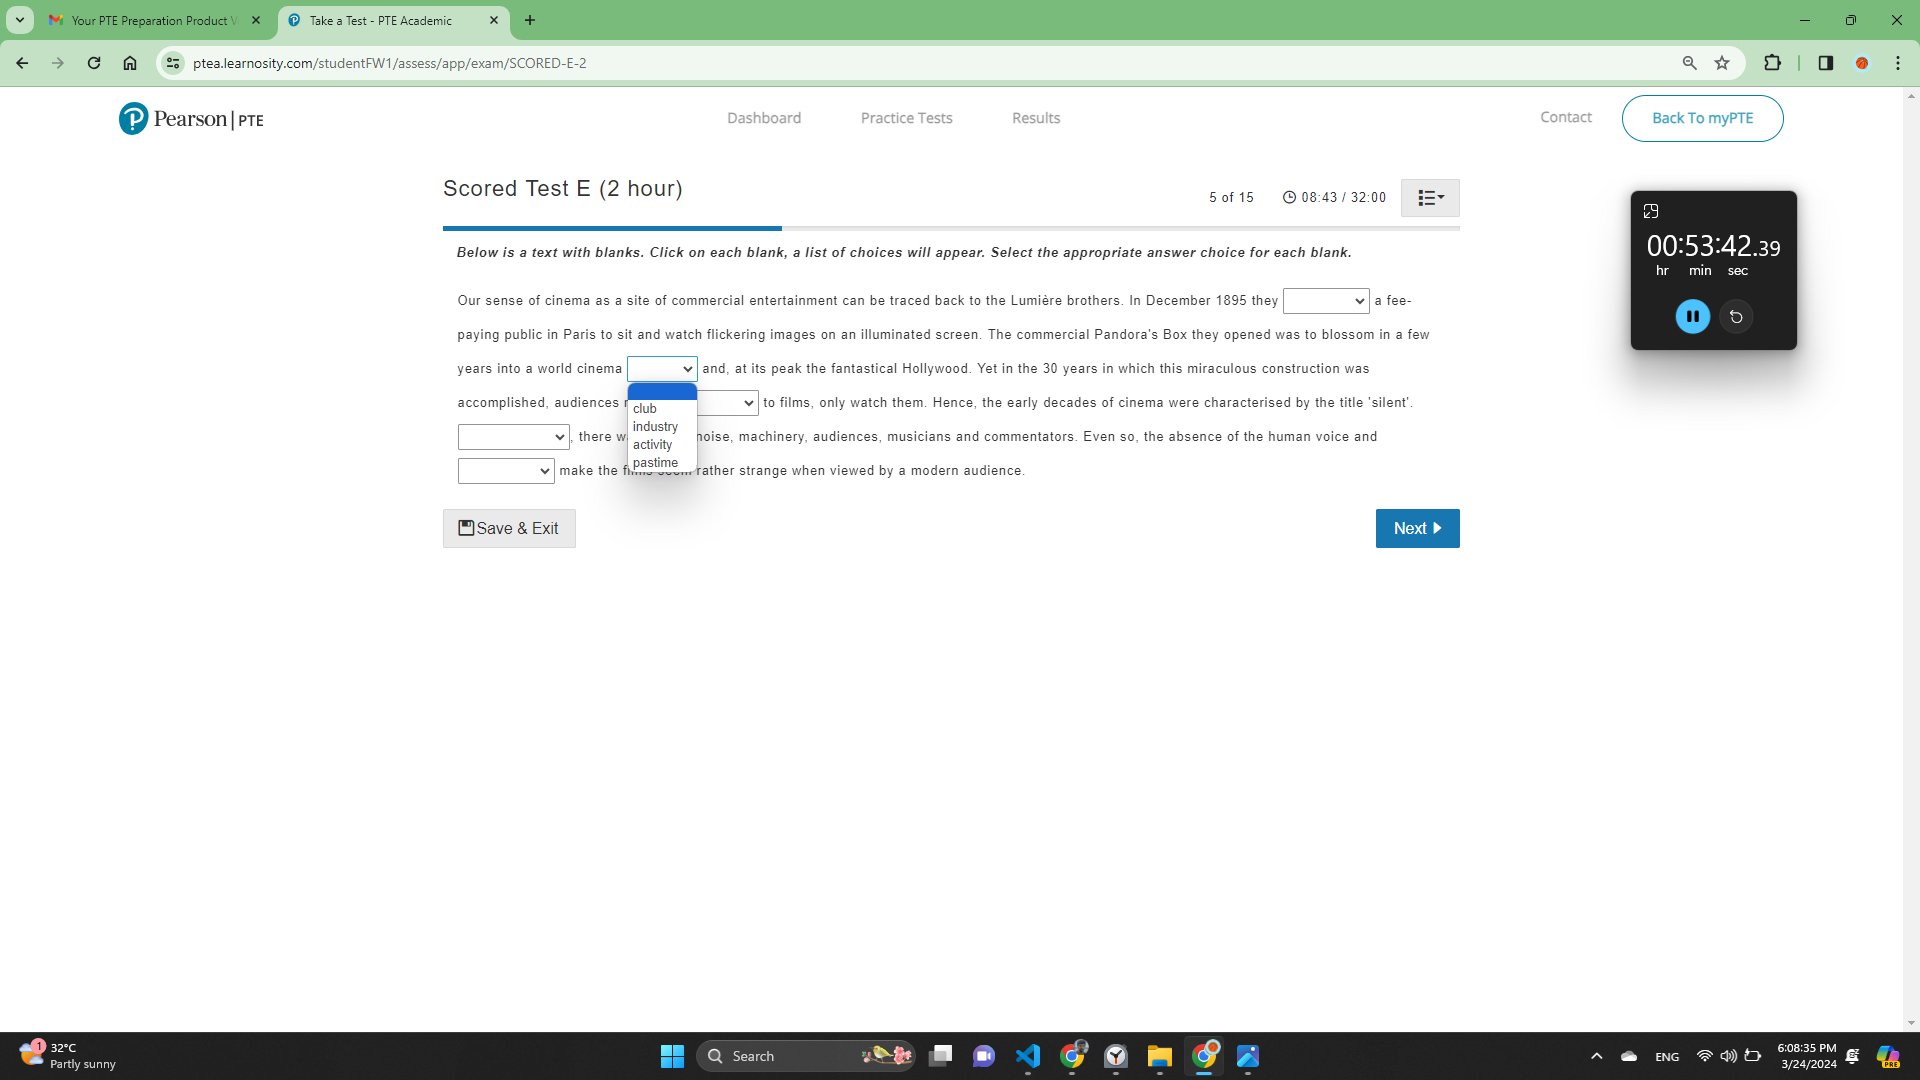 Your PTE Preparation Product V
Take a Test - PTE Academic
ptea.learnosity.com/studentFW1/assess/app/exam/SCORED-E-2
Pearson | PTE
Dashboard
Practice Tests
Results
Contact
Back To myPTE
Scored Test E (2 hour)
5 of 15
08:43 / 32:00
00:53:42.39
hr min sec
Below is a text with blanks. Click on each blank, a list of choices will appear. Select the appropriate answer choice for each blank.
Our sense of cinema as a site of commercial entertainment can be traced back to the Lumière brothers. In December 1895 they a fee-
paying public in Paris to sit and watch flickering images on an illuminated screen. The commercial Pandora's Box they opened was to blossom in a few
years into a world cinema and, at its peak the fantastical Hollywood. Yet in the 30 years in which this miraculous construction was
accomplished, audiences to films, only watch them. Hence, the early decades of cinema were characterised by the title 'silent'.
, there noise, machinery, audiences, musicians and commentators. Even so, the absence of the human voice and
make the films seem rather strange when viewed by a modern audience.
club
industry
activity
pastime
Save & Exit
Next
1
32°C
Partly sunny
Search
ENG
6:08:35 PM
3/24/2024
PRE